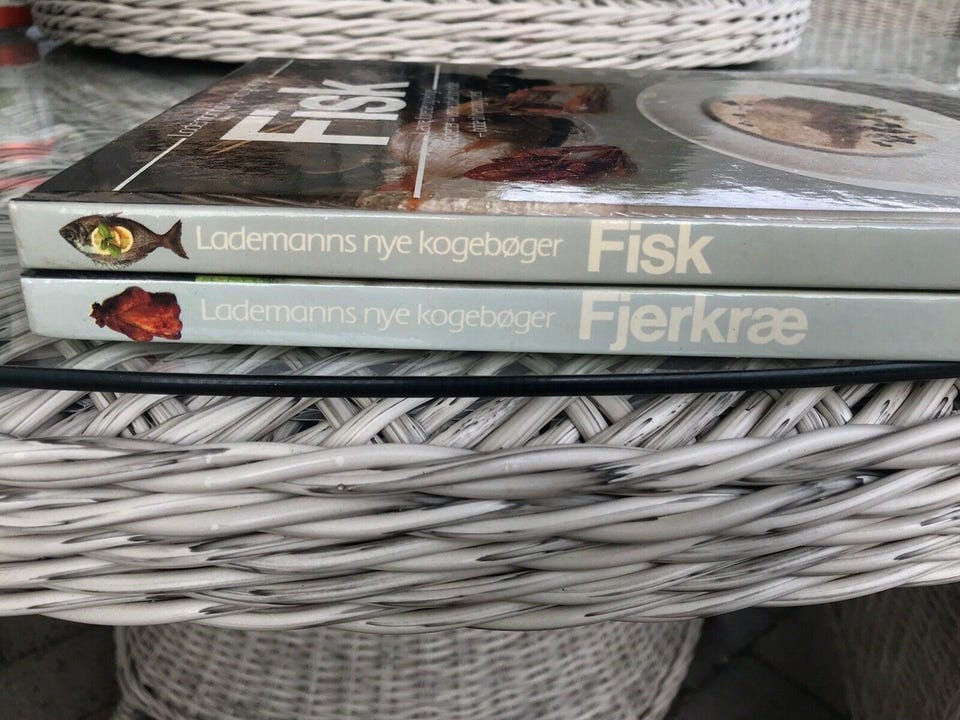 Fisk
Lademanns nye kogebøger Fisk
Lademanns nye kogebøger Fjerkræ